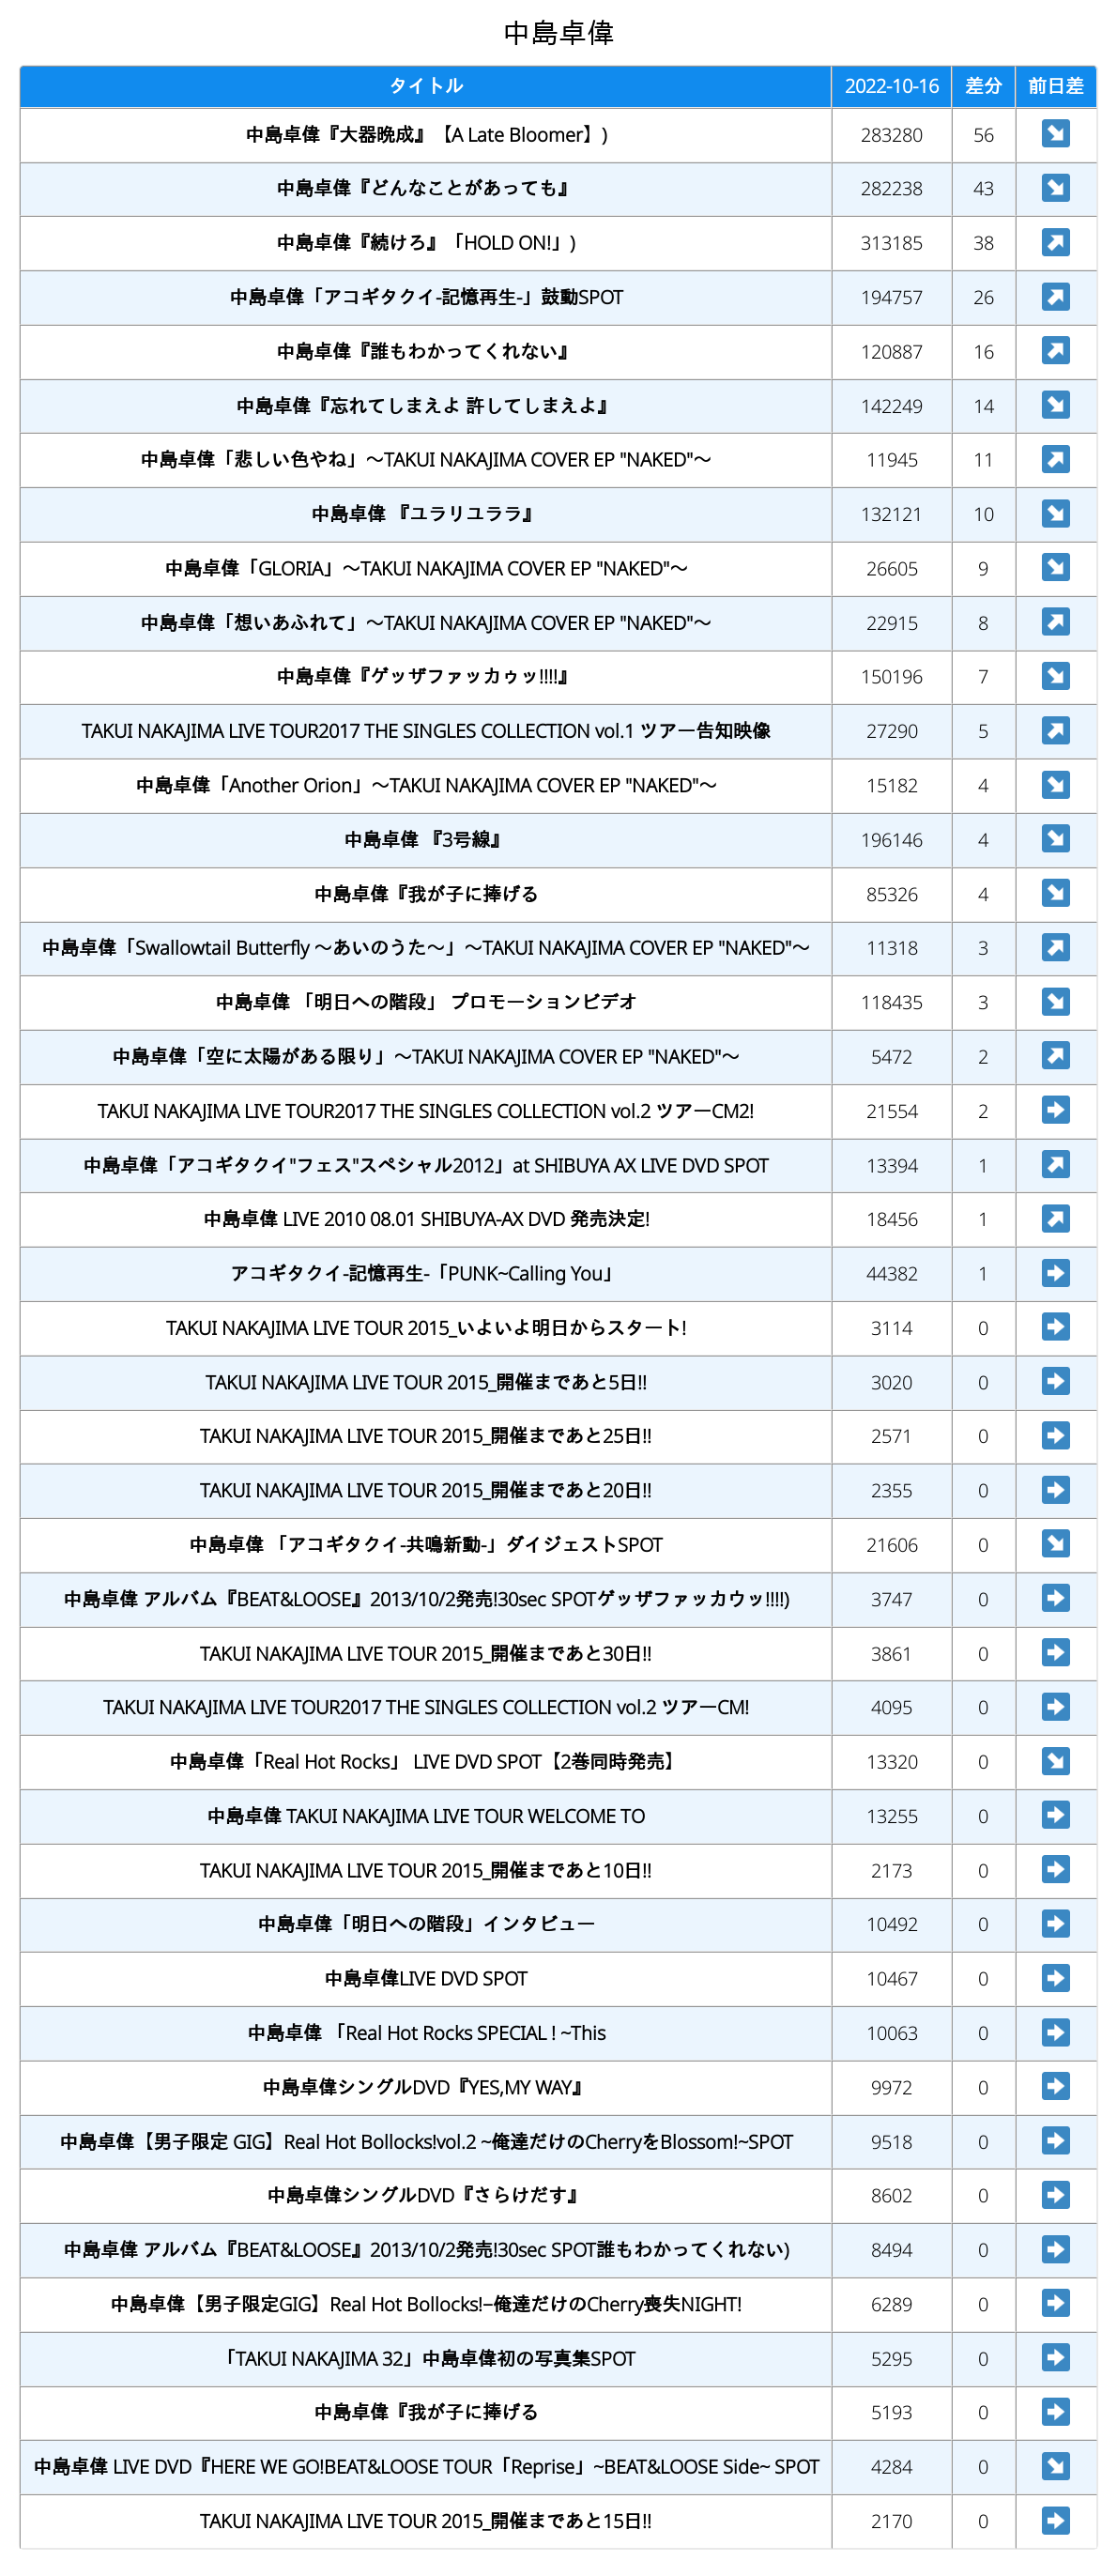 中島卓偉
タイトル 2022-10-16 差分 前日差
中島卓偉『大器晩成』【A Late Bloomer】) 283280 56 ↘
中島卓偉『どんなことがあっても』 282238 43 ↘
中島卓偉『続けろ』「HOLD ON!」) 313185 38 ↗
中島卓偉「アコギタクイ-記憶再生-」鼓動SPOT 194757 26 ↗
中島卓偉『誰もわかってくれない』 120887 16 ↗
中島卓偉『忘れてしまえよ 許してしまえよ』 142249 14 ↘
中島卓偉「悲しい色やね」～TAKUI NAKAJIMA COVER EP "NAKED"～ 11945 11 ↗
中島卓偉 『ユラリユララ』 132121 10 ↘
中島卓偉「GLORIA」～TAKUI NAKAJIMA COVER EP "NAKED"～ 26605 9 ↘
中島卓偉「想いあふれて」～TAKUI NAKAJIMA COVER EP "NAKED"～ 22915 8 ↗
中島卓偉『ゲッザファッカゥッ!!!!』 150196 7 ↘
TAKUI NAKAJIMA LIVE TOUR2017 THE SINGLES COLLECTION vol.1 ツアー告知映像 27290 5 ↗
中島卓偉「Another Orion」～TAKUI NAKAJIMA COVER EP "NAKED"～ 15182 4 ↘
中島卓偉 『3号線』 196146 4 ↘
中島卓偉『我が子に捧げる 85326 4 ↘
中島卓偉「Swallowtail Butterfly ～あいのうた～」～TAKUI NAKAJIMA COVER EP "NAKED"～ 11318 3 ↗
中島卓偉 「明日への階段」 プロモーションビデオ 118435 3 ↘
中島卓偉「空に太陽がある限り」～TAKUI NAKAJIMA COVER EP "NAKED"～ 5472 2 ↗
TAKUI NAKAJIMA LIVE TOUR2017 THE SINGLES COLLECTION vol.2 ツアーCM2! 21554 2 ➡
中島卓偉「アコギタクイ"フェス"スペシャル2012」at SHIBUYA AX LIVE DVD SPOT 13394 1 ↗
中島卓偉 LIVE 2010 08.01 SHIBUYA-AX DVD 発売決定! 18456 1 ↗
アコギタクイ-記憶再生-「PUNK~Calling You」 44382 1 ➡
TAKUI NAKAJIMA LIVE TOUR 2015_いよいよ明日からスタート! 3114 0 ➡
TAKUI NAKAJIMA LIVE TOUR 2015_開催まであと5日!! 3020 0 ➡
TAKUI NAKAJIMA LIVE TOUR 2015_開催まであと25日!! 2571 0 ➡
TAKUI NAKAJIMA LIVE TOUR 2015_開催まであと20日!! 2355 0 ➡
中島卓偉 「アコギタクイ-共鳴新動-」ダイジェストSPOT 21606 0 ↘
中島卓偉 アルバム『BEAT&LOOSE』2013/10/2発売!30sec SPOTゲッザファッカウッ!!!!) 3747 0 ➡
TAKUI NAKAJIMA LIVE TOUR 2015_開催まであと30日!! 3861 0 ➡
TAKUI NAKAJIMA LIVE TOUR2017 THE SINGLES COLLECTION vol.2 ツアーCM! 4095 0 ➡
中島卓偉「Real Hot Rocks」 LIVE DVD SPOT【2巻同時発売】 13320 0 ↘
中島卓偉 TAKUI NAKAJIMA LIVE TOUR WELCOME TO 13255 0 ➡
TAKUI NAKAJIMA LIVE TOUR 2015_開催まであと10日!! 2173 0 ➡
中島卓偉「明日への階段」インタビュー 10492 0 ➡
中島卓偉LIVE DVD SPOT 10467 0 ➡
中島卓偉 「Real Hot Rocks SPECIAL ! ~This 10063 0 ➡
中島卓偉シングルDVD『YES,MY WAY』 9972 0 ➡
中島卓偉【男子限定 GIG】Real Hot Bollocks!vol.2 ~俺達だけのCherryをBlossom!~SPOT 9518 0 ➡
中島卓偉シングルDVD『さらけだす』 8602 0 ➡
中島卓偉 アルバム『BEAT&LOOSE』2013/10/2発売!30sec SPOT誰もわかってくれない) 8494 0 ➡
中島卓偉【男子限定GIG】Real Hot Bollocks!−俺達だけのCherry喪失NIGHT! 6289 0 ➡
「TAKUI NAKAJIMA 32」中島卓偉初の写真集SPOT 5295 0 ➡
中島卓偉『我が子に捧げる 5193 0 ➡
中島卓偉 LIVE DVD『HERE WE GO!BEAT&LOOSE TOUR「Reprise」~BEAT&LOOSE Side~ SPOT 4284 0 ↘
TAKUI NAKAJIMA LIVE TOUR 2015_開催まであと15日!! 2170 0 ➡